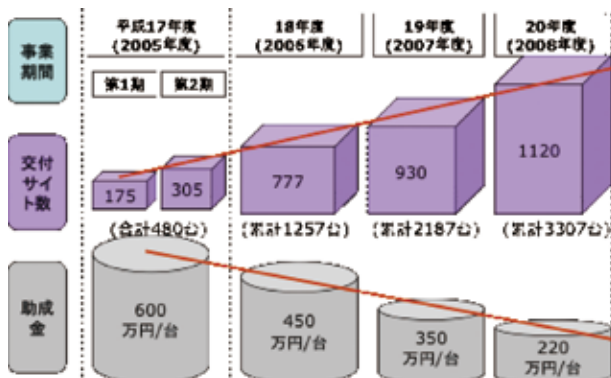 事業
期間
平成17年度
(2005年度)
18年度
(2006年度)
19年度
(2007年度)
20年度
(2008年度)
第1期
第2期
交付
サイ
ト数
175
305
777
930
1120
(合計480台)
(累計1257台)
(累計2187台)
(累計3307台)
助成
金
600
万円/台
450
万円/台
350
万円/台
220
万円/台